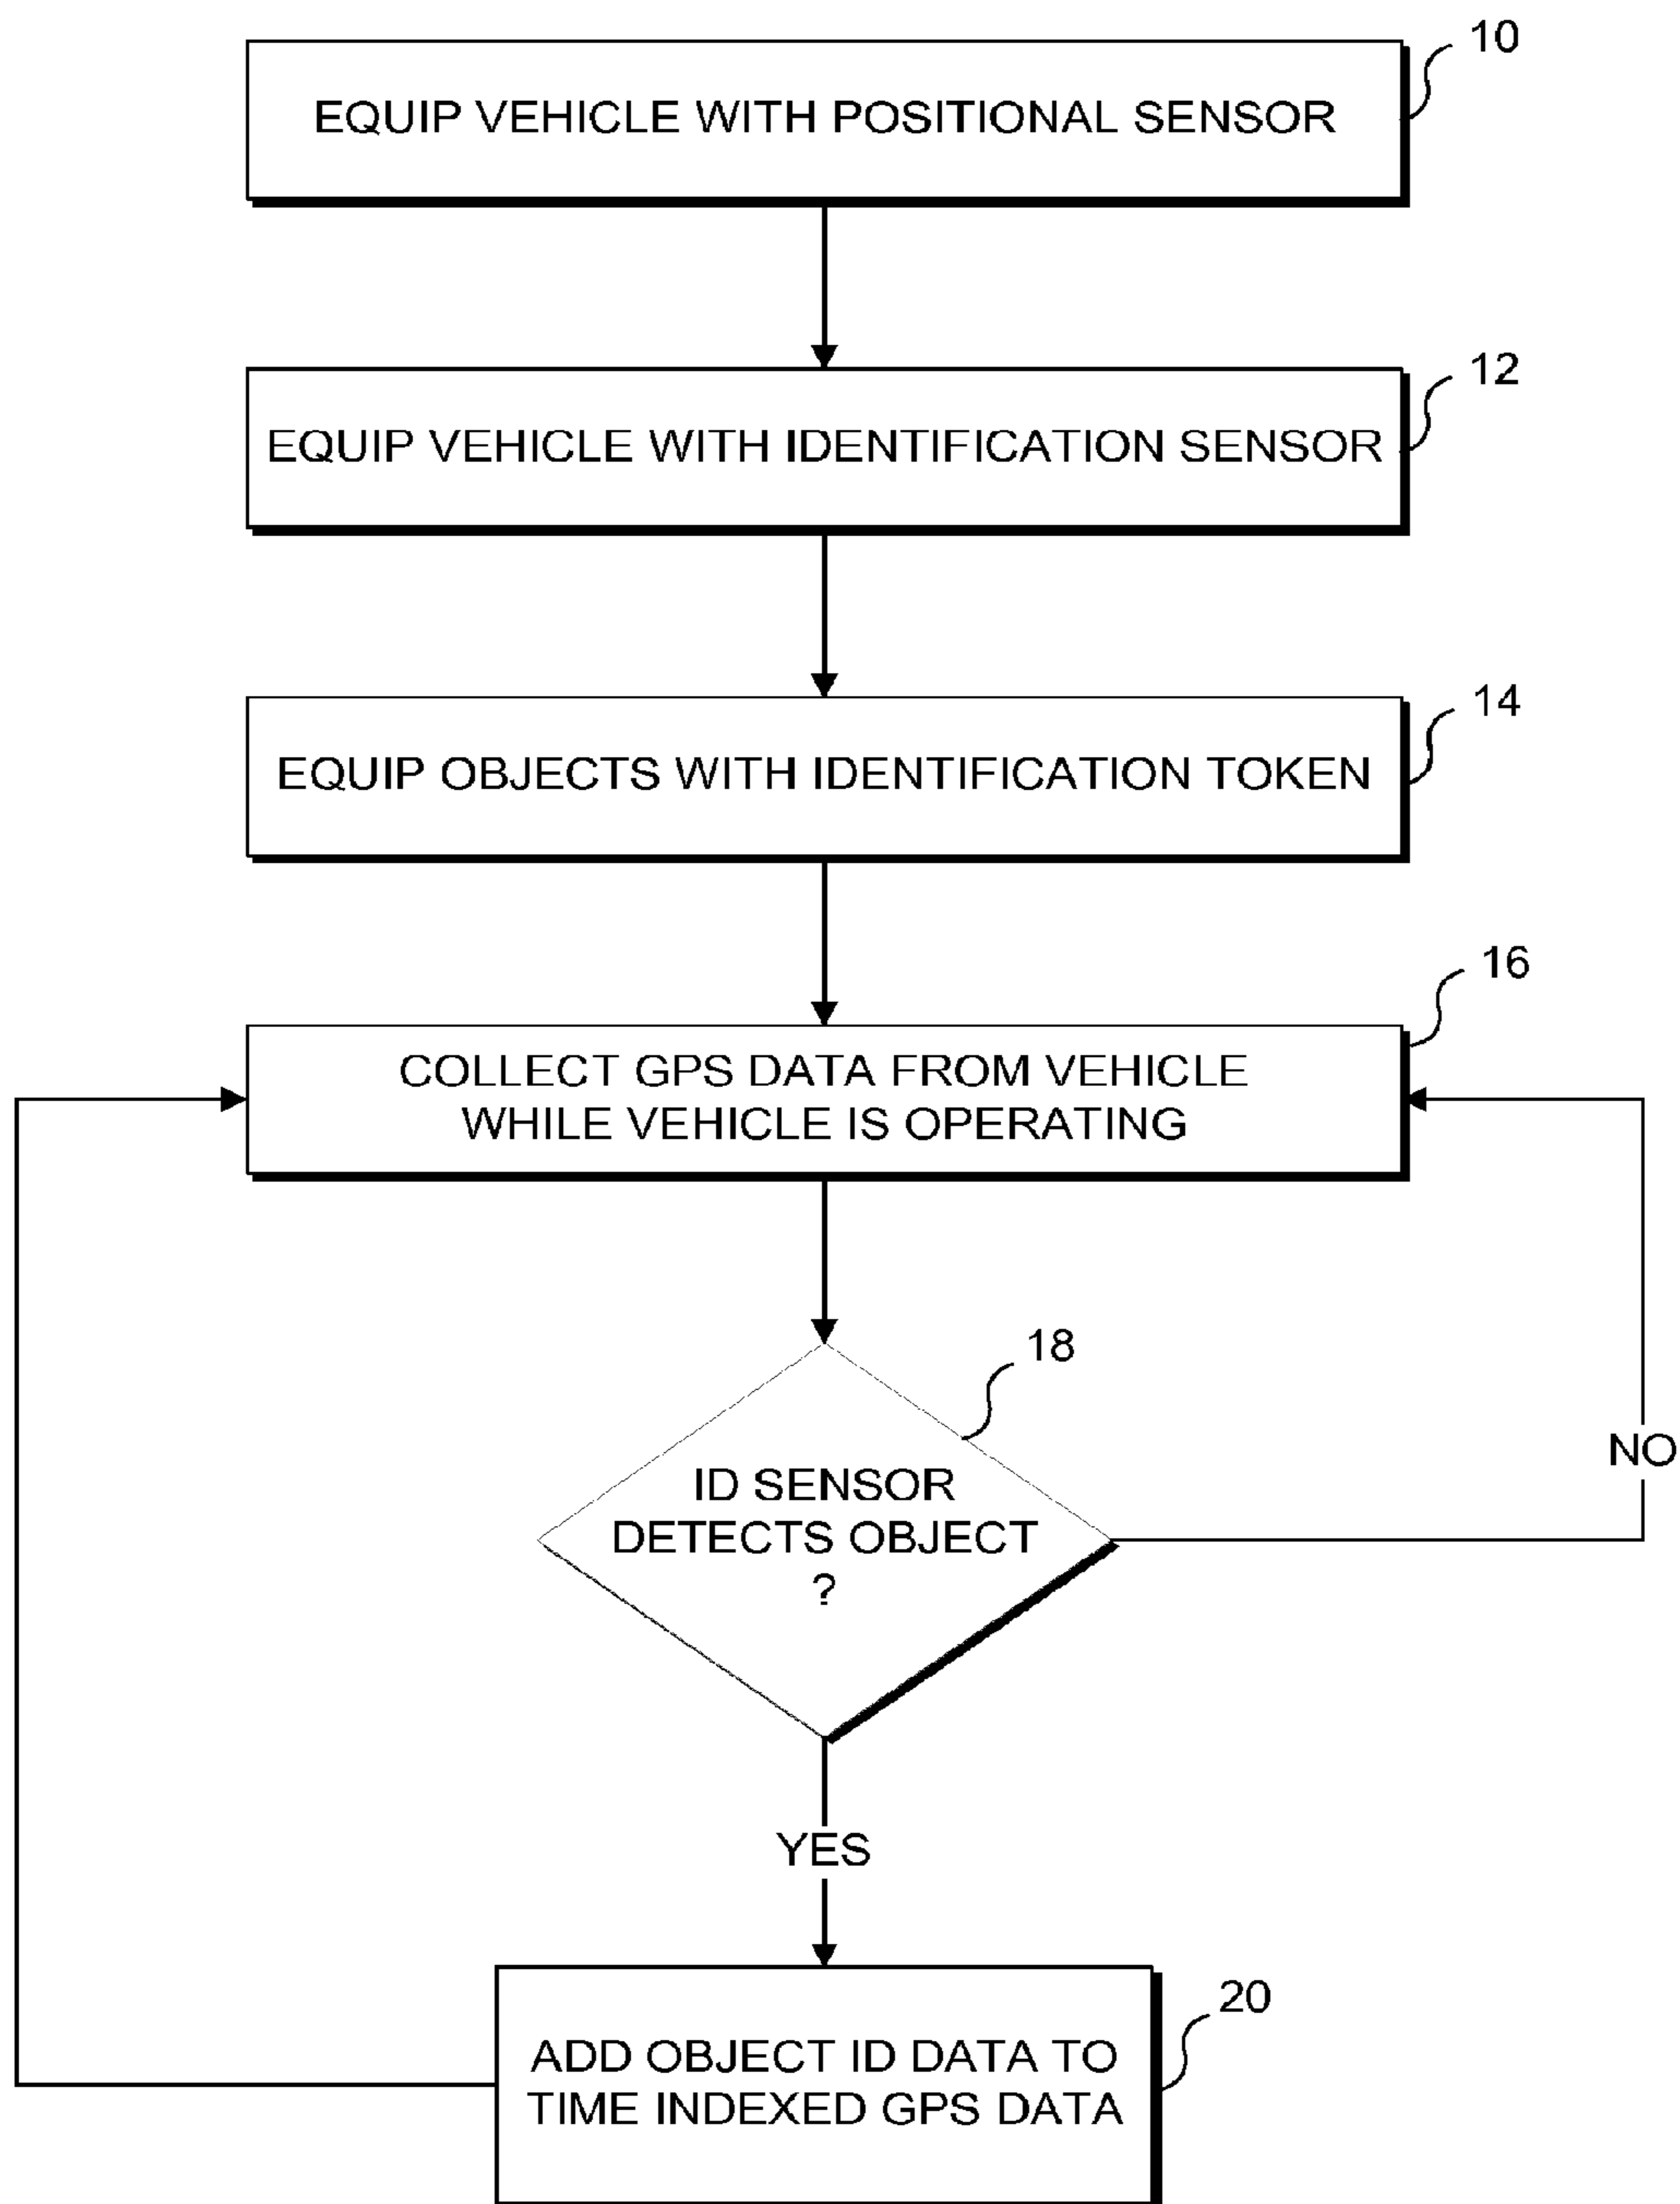 10
EQUIP VEHICLE WITH POSITIONAL SENSOR
12
EQUIP VEHICLE WITH IDENTIFICATION SENSOR
14
EQUIP OBJECTS WITH IDENTIFICATION TOKEN
16
COLLECT GPS DATA FROM VEHICLE
WHILE VEHICLE IS OPERATING
18
ID SENSOR
DETECTS OBJECT
?
NO
YES
20
ADD OBJECT ID DATA TO
TIME INDEXED GPS DATA